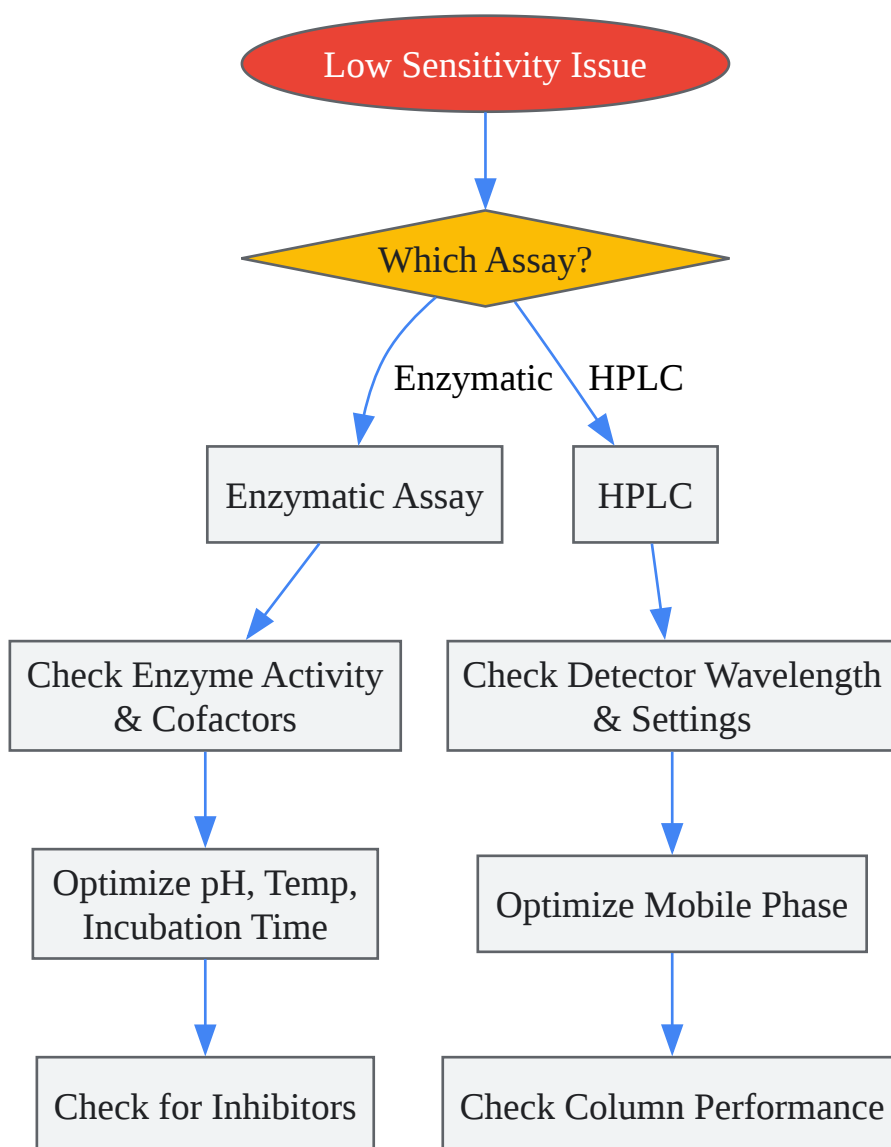 Low Sensitivity Issue
Which Assay?
Enzymatic
HPLC
Enzymatic Assay
HPLC
Check Enzyme Activity
& Cofactors
Check Detector Wavelength
& Settings
Optimize pH, Temp,
Incubation Time
Optimize Mobile Phase
Check for Inhibitors
Check Column Performance